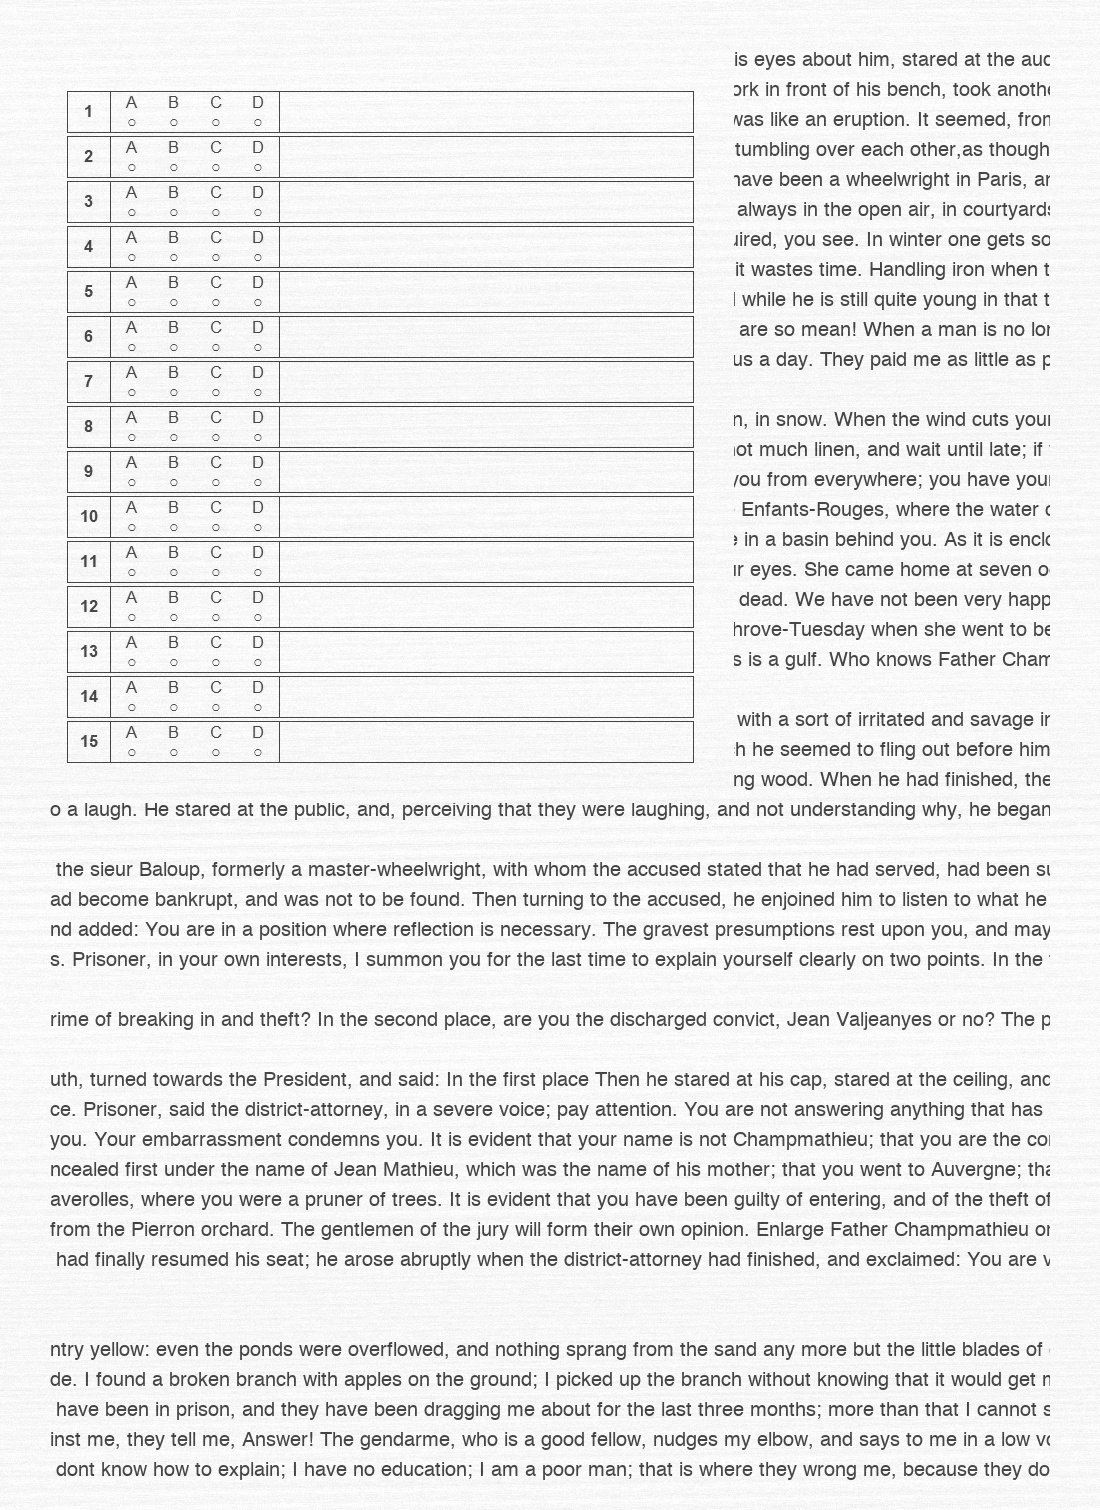 1 A B C D
2 A B C D
3 A B C D
4 A B C D
5 A B C D
6 A B C D
7 A B C D
8 A B C D
9 A B C D
10 A B C D
11 A B C D
12 A B C D
13 A B C D
14 A B C D
15 A B C D
is eyes about him, stared at the
in front of his bench, took
was like an eruption. It seemed,
tumbling over each other,as though
have been a wheelwright in Paris,
always in the open air, in
you see. In winter one gets
it wastes time. Handling iron when
while he is still quite young in that
are so mean! When a man is no
us a day. They paid me as little as
n, in snow. When the wind cuts
not much linen, and wait until late; if
you from everywhere; you have
Enfants-Rouges, where the water
in a basin behind you. As it is
eyes. She came home at seven
dead. We have not been very
hrove-Tuesday when she went to
s is a gulf. Who knows Father
with a sort of irritated and savage
h he seemed to fling out before him
ng wood. When he had finished, the
o a laugh. He stared at the public, and, perceiving that they were laughing, and not understanding why, he began
the sieur Baloup, formerly a master-wheelwright, with whom the accused stated that he had served, had been
ad become bankrupt, and was not to be found. Then turning to the accused, he enjoined him to listen to what he
nd added: You are in a position where reflection is necessary. The gravest presumptions rest upon you, and may
s. Prisoner, in your own interests, I summon you for the last time to explain yourself clearly on two points. In the
rime of breaking in and theft? In the second place, are you the discharged convict, Jean Valjeanyes or no? The p
uth, turned towards the President, and said: In the first place Then he stared at his cap, stared at the ceiling, and
ce. Prisoner, said the district-attorney, in a severe voice; pay attention. You are not answering anything that has
you. Your embarrassment condemns you. It is evident that your name is not Champmathieu; that you are the
ncealed first under the name of Jean Mathieu, which was the name of his mother; that you went to Auvergne;
averolles, where you were a pruner of trees. It is evident that you have been guilty of entering, and of the theft of
from the Pierron orchard. The gentlemen of the jury will form their own opinion. Enlarge Father Champmathieu
had finally resumed his seat; he arose abruptly when the district-attorney had finished, and exclaimed: You are
ntry yellow: even the ponds were overflowed, and nothing sprang from the sand any more but the little blades of
de. I found a broken branch with apples on the ground; I picked up the branch without knowing that it would get
have been in prison, and they have been dragging me about for the last three months; more than that I cannot s
inst me, they tell me, Answer! The gendarme, who is a good fellow, nudges my elbow, and says to me in a low
dont know how to explain; I have no education; I am a poor man; that is where they wrong me, because they do